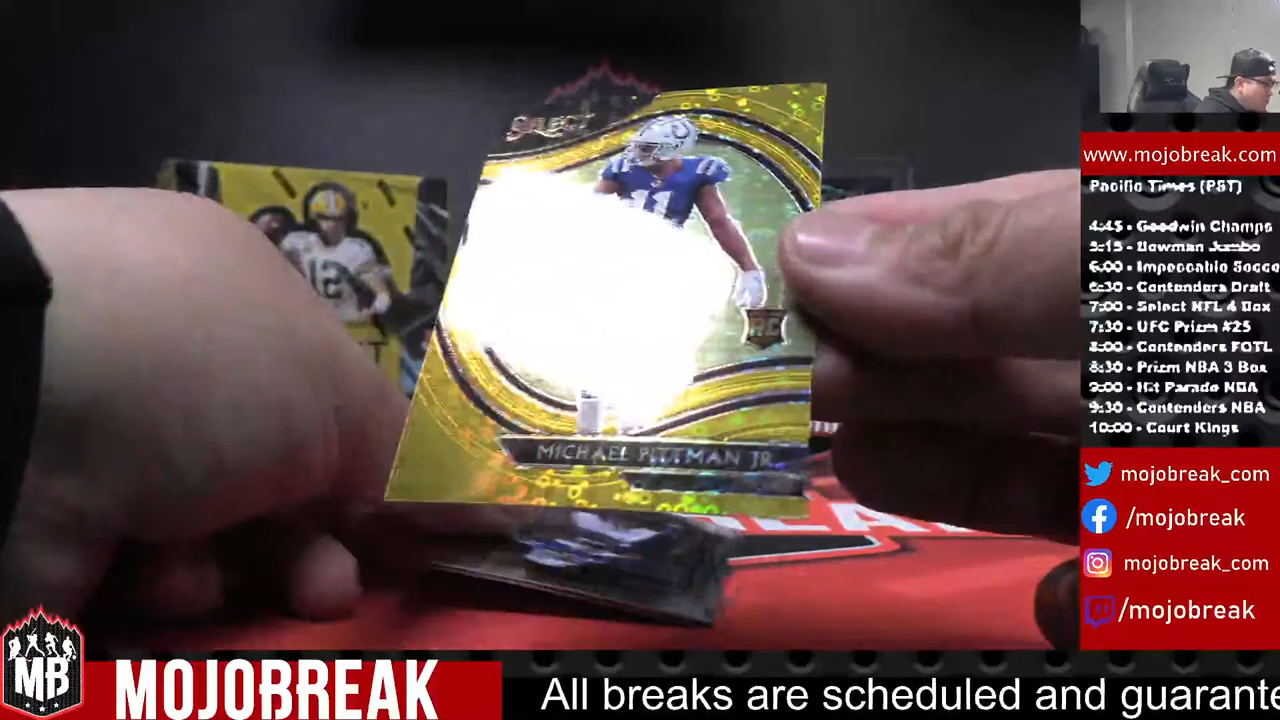 SELECT
11
12
RC
MICHAEL PITTMAN JR
www.mojobreak.com
Pacific Times (PST)
4:45 - Goodwin Champs
5:15 - Bowman Jumbo
6:00 - Impeccable Socce
6:30 - Contenders Draft
7:00 - Select NFL 4 Box
7:30 - UFC Prizm #25
8:00 - Contenders FOTL
8:30 - Prizm NBA 3 Box
9:00 - Hit Parade NBA
9:30 - Contenders NBA
10:00 - Court Kings
mojobreak_com
/mojobreak
mojobreak_com
/mojobreak
MB
MOJOBREAK
All breaks are scheduled and guarante